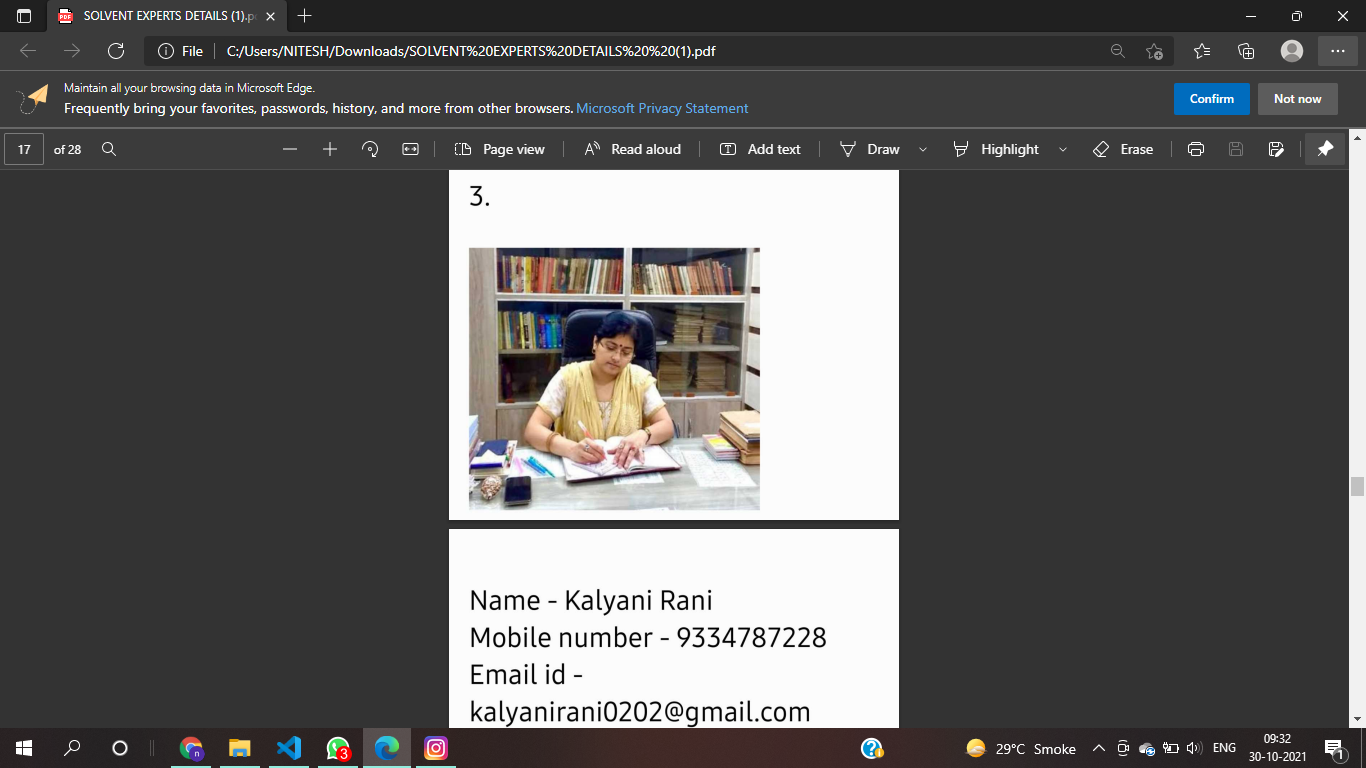 SOLVENT EXPERTS DETAILS (1).p
File
C:/Users/NITESH/Downloads/SOLVENT%20EXPERTS%20DETAILS%20%20(1).pdf
Maintain all your browsing data in Microsoft Edge.
Frequently bring your favorites, passwords, history, and more from other browsers. Microsoft Privacy Statement
Confirm
Not now
17 of 28
Page view
Read aloud
Add text
Draw
Highlight
Erase
3.
Name - Kalyani Rani
Mobile number - 9334787228
Email id -
kalyanirani0202@gmail.com
29°C Smoke
ENG
09:32
30-10-2021